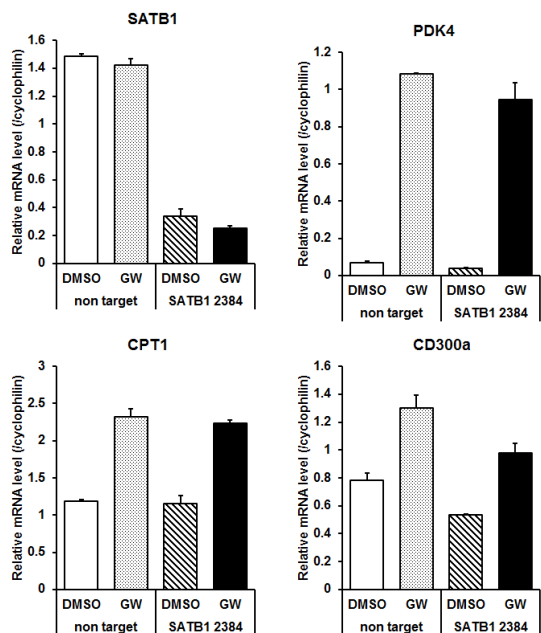 SATB1
Relative mRNA level (/cyclophilin)
1.6
1.4
1.2
1
0.8
0.6
0.4
0.2
0
DMSO GW DMSO GW
non target SATB1 2384
PDK4
Relative mRNA level (/cyclophilin)
1.2
1
0.8
0.6
0.4
0.2
0
DMSO GW DMSO GW
non target SATB1 2384
CPT1
Relative mRNA level (/cyclophilin)
3
2.5
2
1.5
1
0.5
0
DMSO GW DMSO GW
non target SATB1 2384
CD300a
Relative mRNA level (/cyclophilin)
1.6
1.4
1.2
1
0.8
0.6
0.4
0.2
0
DMSO GW DMSO GW
non target SATB1 2384